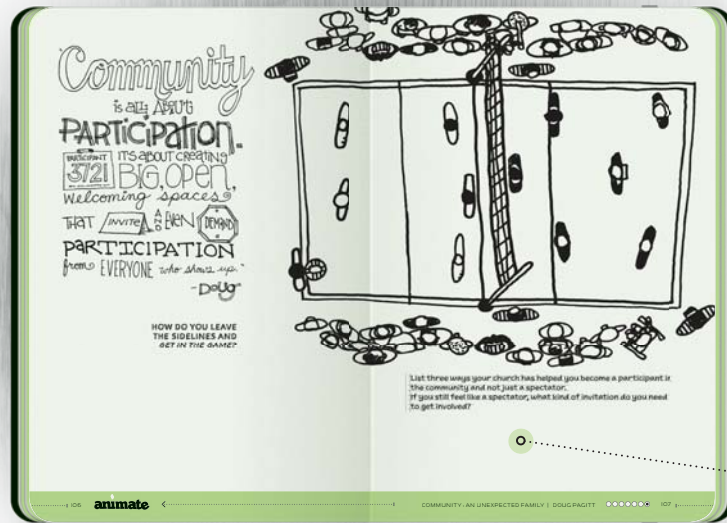 Community
is all ABOUT
PARTICIPATION.
PARTICIPANT
3721
IT'S ABOUT CREATING
BIG, OPEN,
Welcoming spaces
THAT INVITE AND EVEN DEMAND
PARTICIPATION
from EVERYONE who shows up.
-Doug
HOW DO YOU LEAVE
THE SIDELINES AND
GET IN THE GAME?
List three ways your church has helped you become a participant in
the community and not just a spectator.
If you still feel like a spectator, what kind of invitation do you need
to get involved?
106 animate
COMMUNITY: AN UNEXPECTED FAMILY | DOUG PAGITT 107